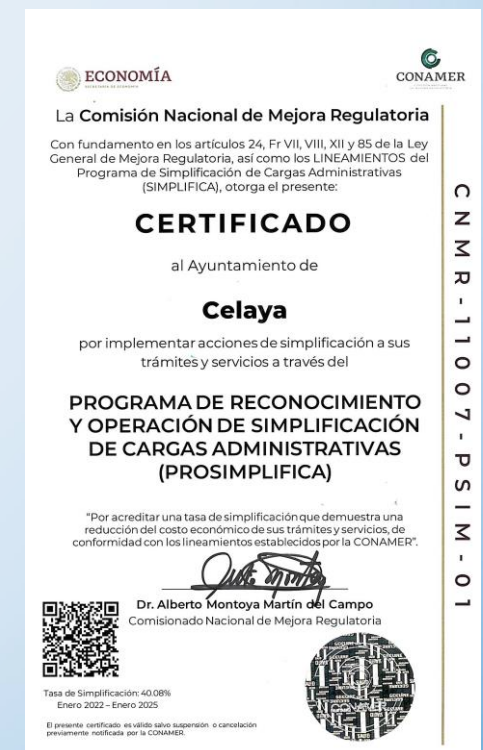 ECONOMÍA
SECRETARÍA DE ECONOMÍA
CONAMER
La Comisión Nacional de Mejora Regulatoria
Con fundamento en los artículos 24, Fr VII, VIII, XII y 85 de la Ley
General de Mejora Regulatoria, así como los LINEAMIENTOS del
Programa de Simplificación de Cargas Administrativas
(SIMPLIFICA), otorga el presente:
CERTIFICADO
al Ayuntamiento de
Celaya
por implementar acciones de simplificación a sus
trámites y servicios a través del
PROGRAMA DE RECONOCIMIENTO
Y OPERACIÓN DE SIMPLIFICACIÓN
DE CARGAS ADMINISTRATIVAS
(PROSIMPLIFICA)
"Por acreditar una tasa de simplificación que demuestra una
reducción del costo económico de sus trámites y servicios, de
conformidad con los lineamientos establecidos por la CONAMER".
Dr. Alberto Montoya Martín del Campo
Comisionado Nacional de Mejora Regulatoria
Tasa de Simplificación: 40.08%
Enero 2022 – Enero 2025
El presente certificado es válido salvo suspensión o cancelación
previamente notificada por la CONAMER.
CNMR-11007-PSIM-01